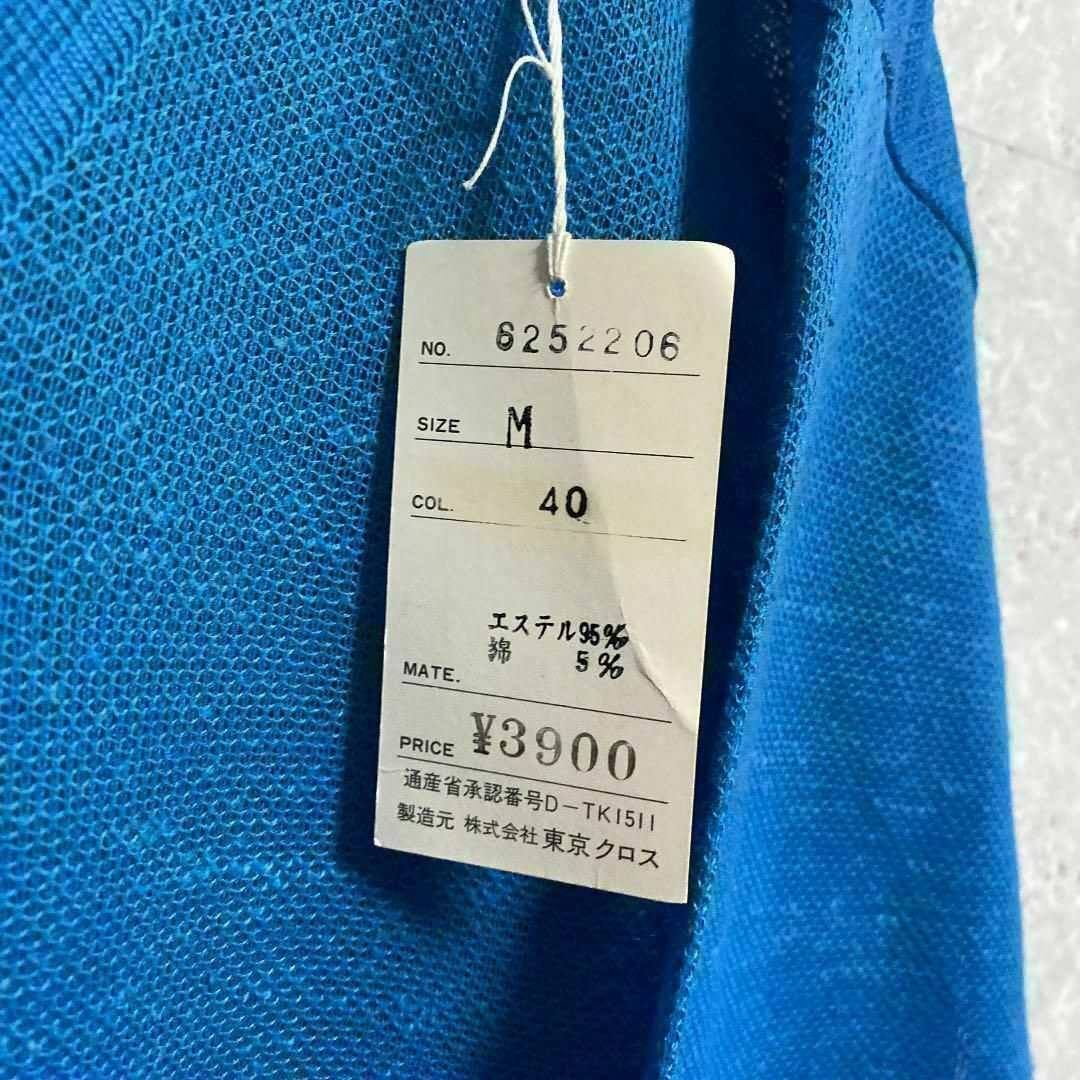 NO. 6252206
SIZE M
COL. 40
エステル95%
綿 5%
MATE.
PRICE ¥3900
通産省承認番号D-TK1511
製造元 株式会社 東京クロス